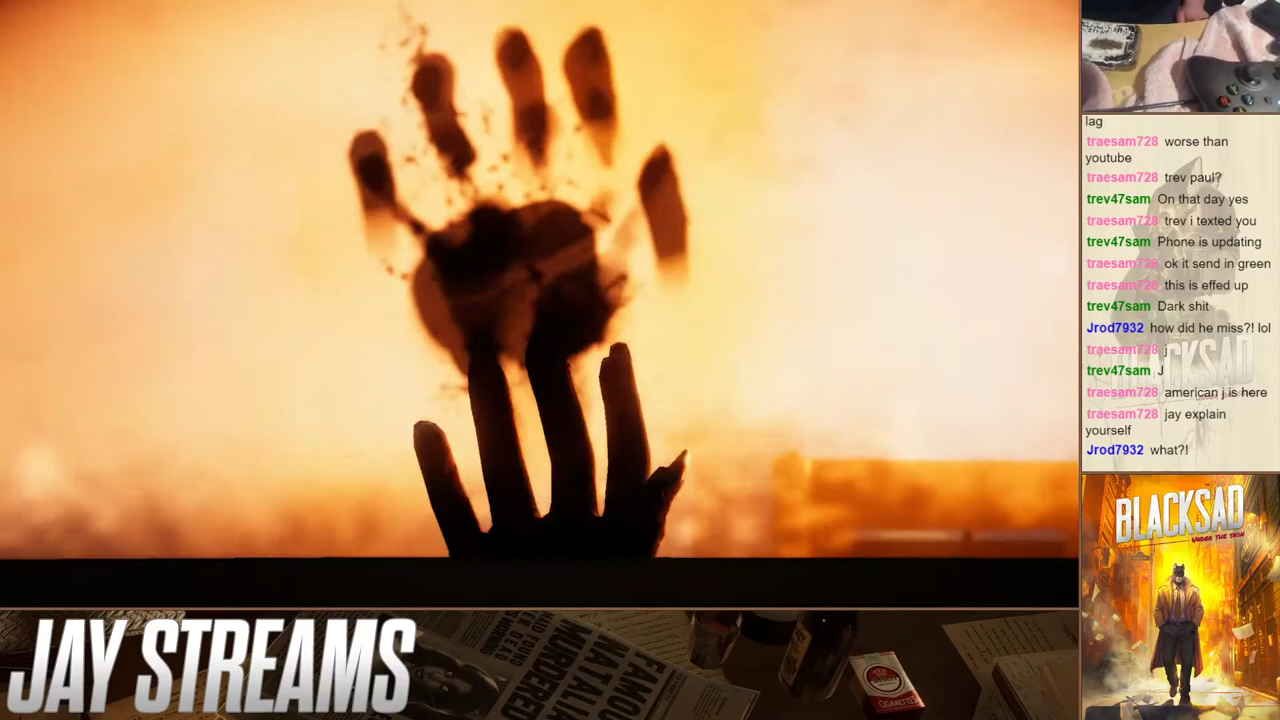 lag
traesam728 worse than
youtube
traesam728 trev paul?
trev47sam On that day yes
traesam728 trev i texted you
trev47sam Phone is updating
traesam728 ok it send in green
traesam728 this is effed up
trev47sam Dark shit
Jrod7932 how did he miss?! lol
traesam728 j
trev47sam J
traesam728 american j is here
traesam728 jay explain
yourself
Jrod7932 what?!
BLACKSAD
BLACKSAD
UNDER THE SKIN
JAY STREAMS
MURDERED
CIGARETTES